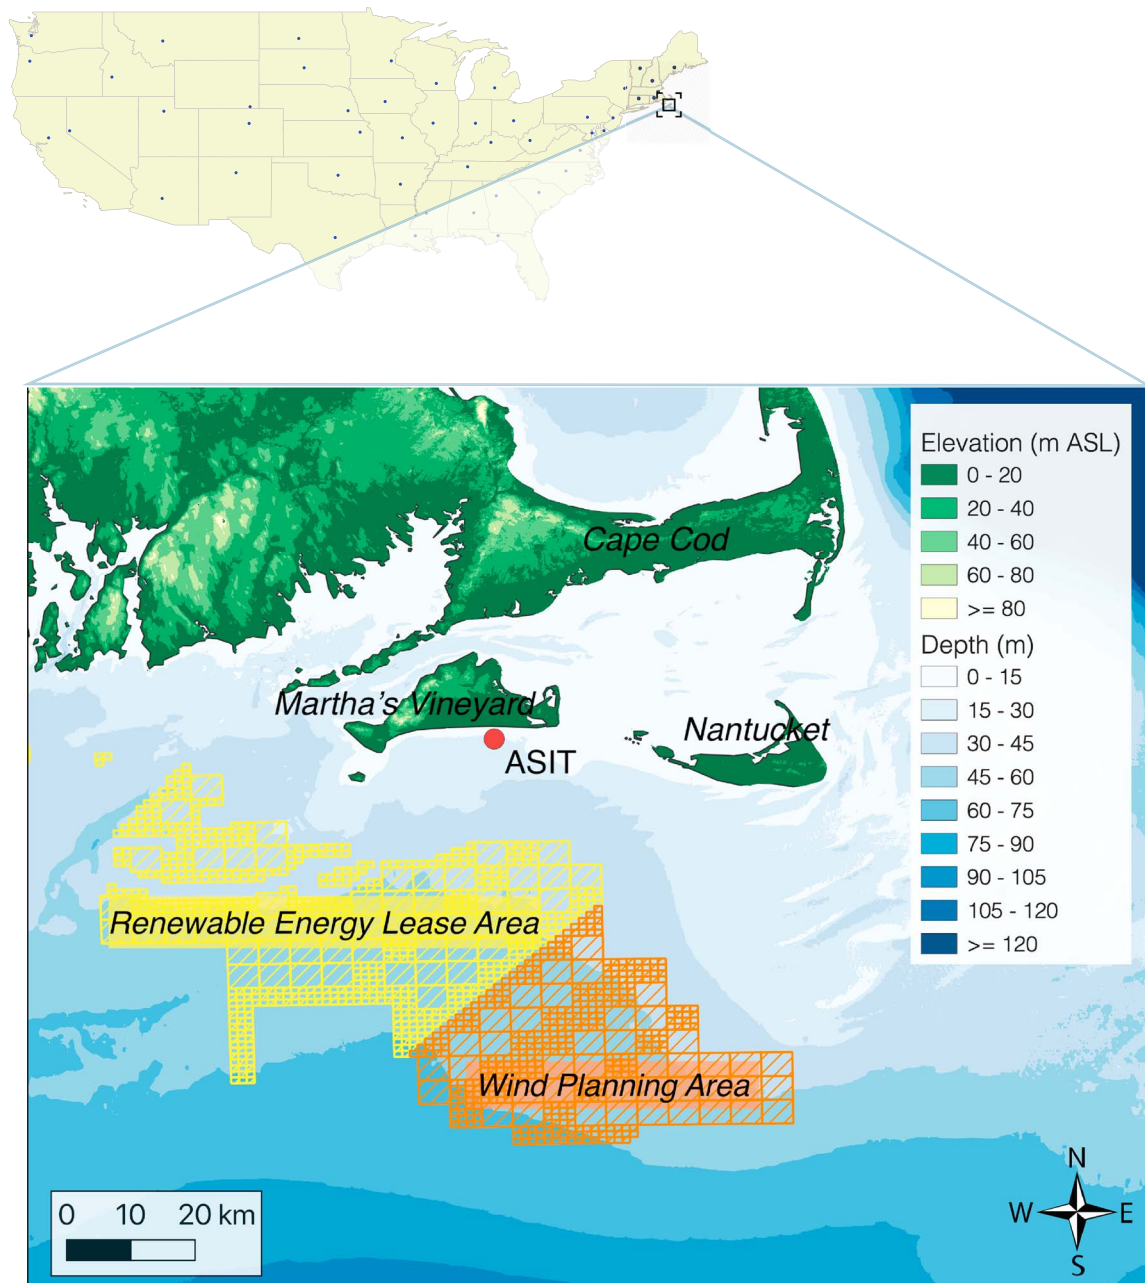 Elevation (m ASL)
0 - 20
20 - 40
40 - 60
60 - 80
>= 80
Depth (m)
0 - 15
15 - 30
30 - 45
45 - 60
60 - 75
75 - 90
90 - 105
105 - 120
>= 120
Cape Cod
Martha's Vineyard
Nantucket
ASIT
Renewable Energy Lease Area
Wind Planning Area
0 10 20 km
N
W E
S